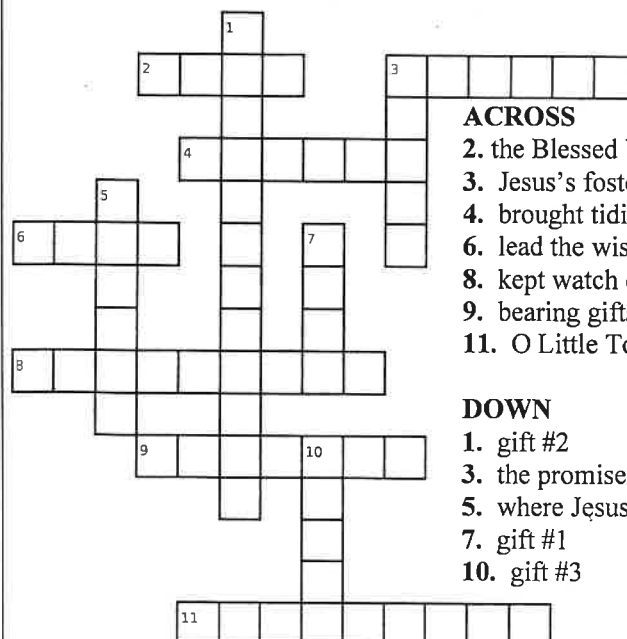 1
2
3
4
5
6
7
8
9
10
11
ACROSS
2. the Blessed
3. Jesus's fost
4. brought tidi
6. lead the wis
8. kept watch
9. bearing gift
11. O Little To
DOWN
1. gift #2
3. the promise
5. where Jesus
7. gift #1
10. gift #3